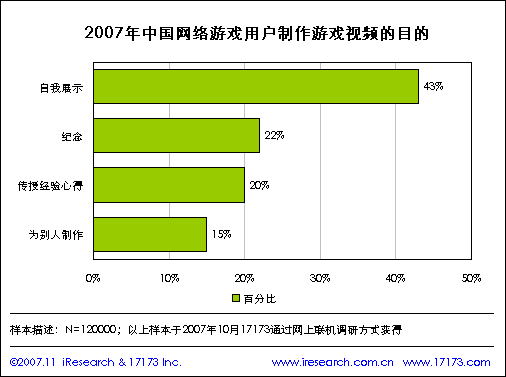 2007年中国网络游戏用户制作游戏视频的目的
自我展示
43%
纪念
22%
传授经验心得
20%
为别人制作
15%
0% 10% 20% 30% 40% 50%
百分比
样本描述：N=120000；以上样本于2007年10月17173通过网上联机调研方式获得
©2007.11 iResearch & 17173 Inc. www.iresearch.com.cn www.17173.com